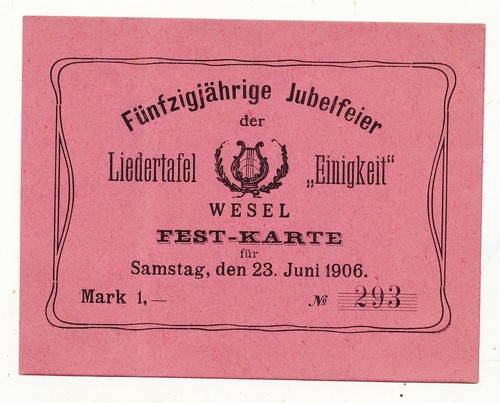 Fünfzigjährige Jubelfeier
der
Liedertafel „Einigkeit“
WESEL
FEST-KARTE
für
Samstag, den 23. Juni 1906.
Mark 1,— № 293